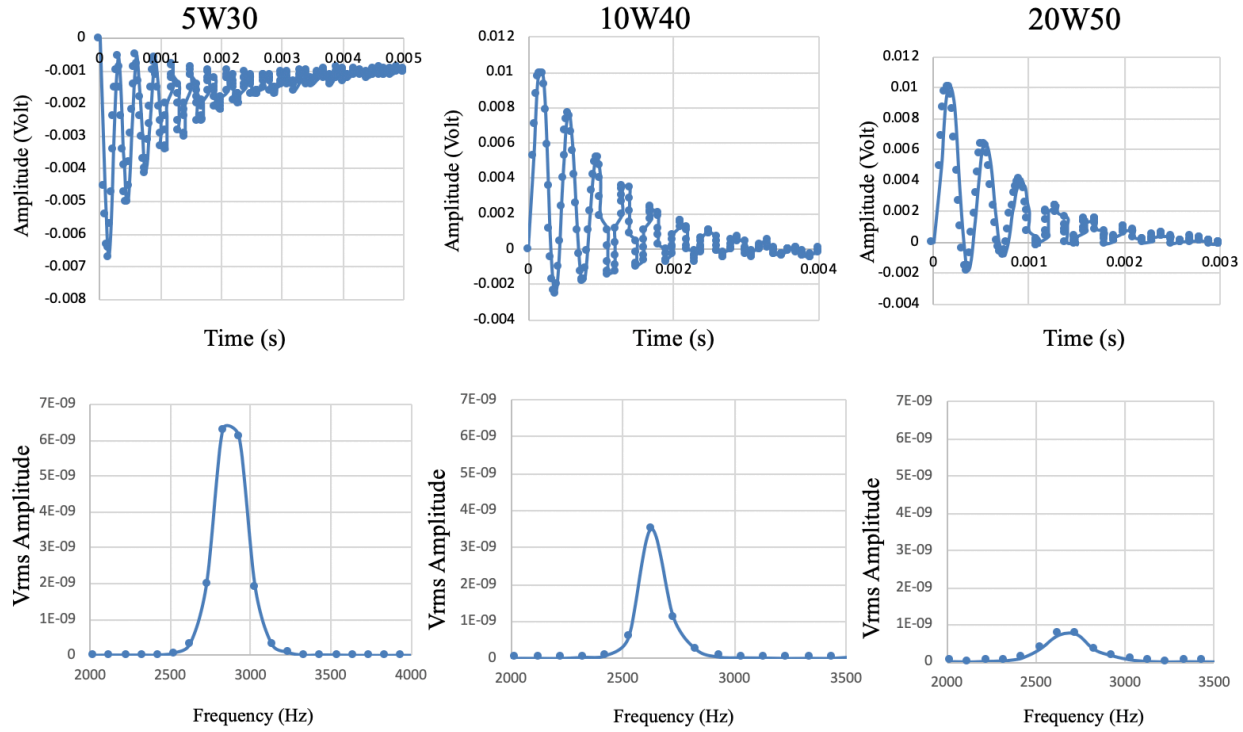 5W30
10W40
20W50
Amplitude (Volt)
0
-0.001
-0.002
-0.003
-0.004
-0.005
-0.006
-0.007
-0.008
0 0.001 0.002 0.003 0.004 0.005
Time (s)
Amplitude (Volt)
0.012
0.01
0.008
0.006
0.004
0.002
0
-0.002
-0.004
0 0.002 0.004
Time (s)
Amplitude (Volt)
0.012
0.01
0.008
0.006
0.004
0.002
0
-0.002
-0.004
0 0.001 0.002 0.003
Time (s)
Vrms Amplitude
7E-09
6E-09
5E-09
4E-09
3E-09
2E-09
1E-09
0
2000 2500 3000 3500 4000
Frequency (Hz)
Vrms Amplitude
7E-09
6E-09
5E-09
4E-09
3E-09
2E-09
1E-09
0
2000 2500 3000 3500
Frequency (Hz)
Vrms Amplitude
7E-09
6E-09
5E-09
4E-09
3E-09
2E-09
1E-09
0
2000 2500 3000 3500
Frequency (Hz)